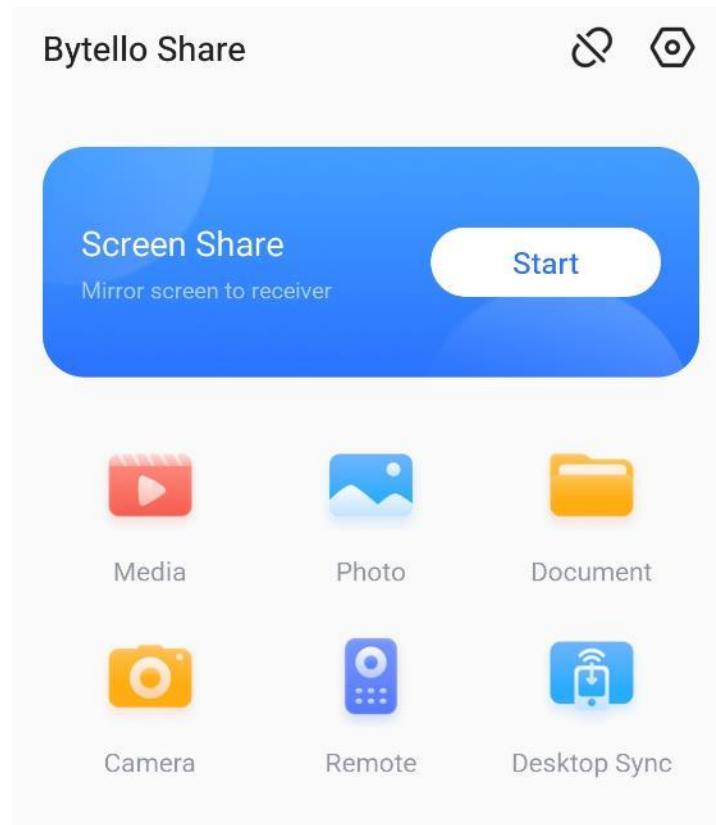 Bytello Share
Screen Share
Start
Mirror screen to receiver
Media
Photo
Document
Camera
Remote
Desktop Sync